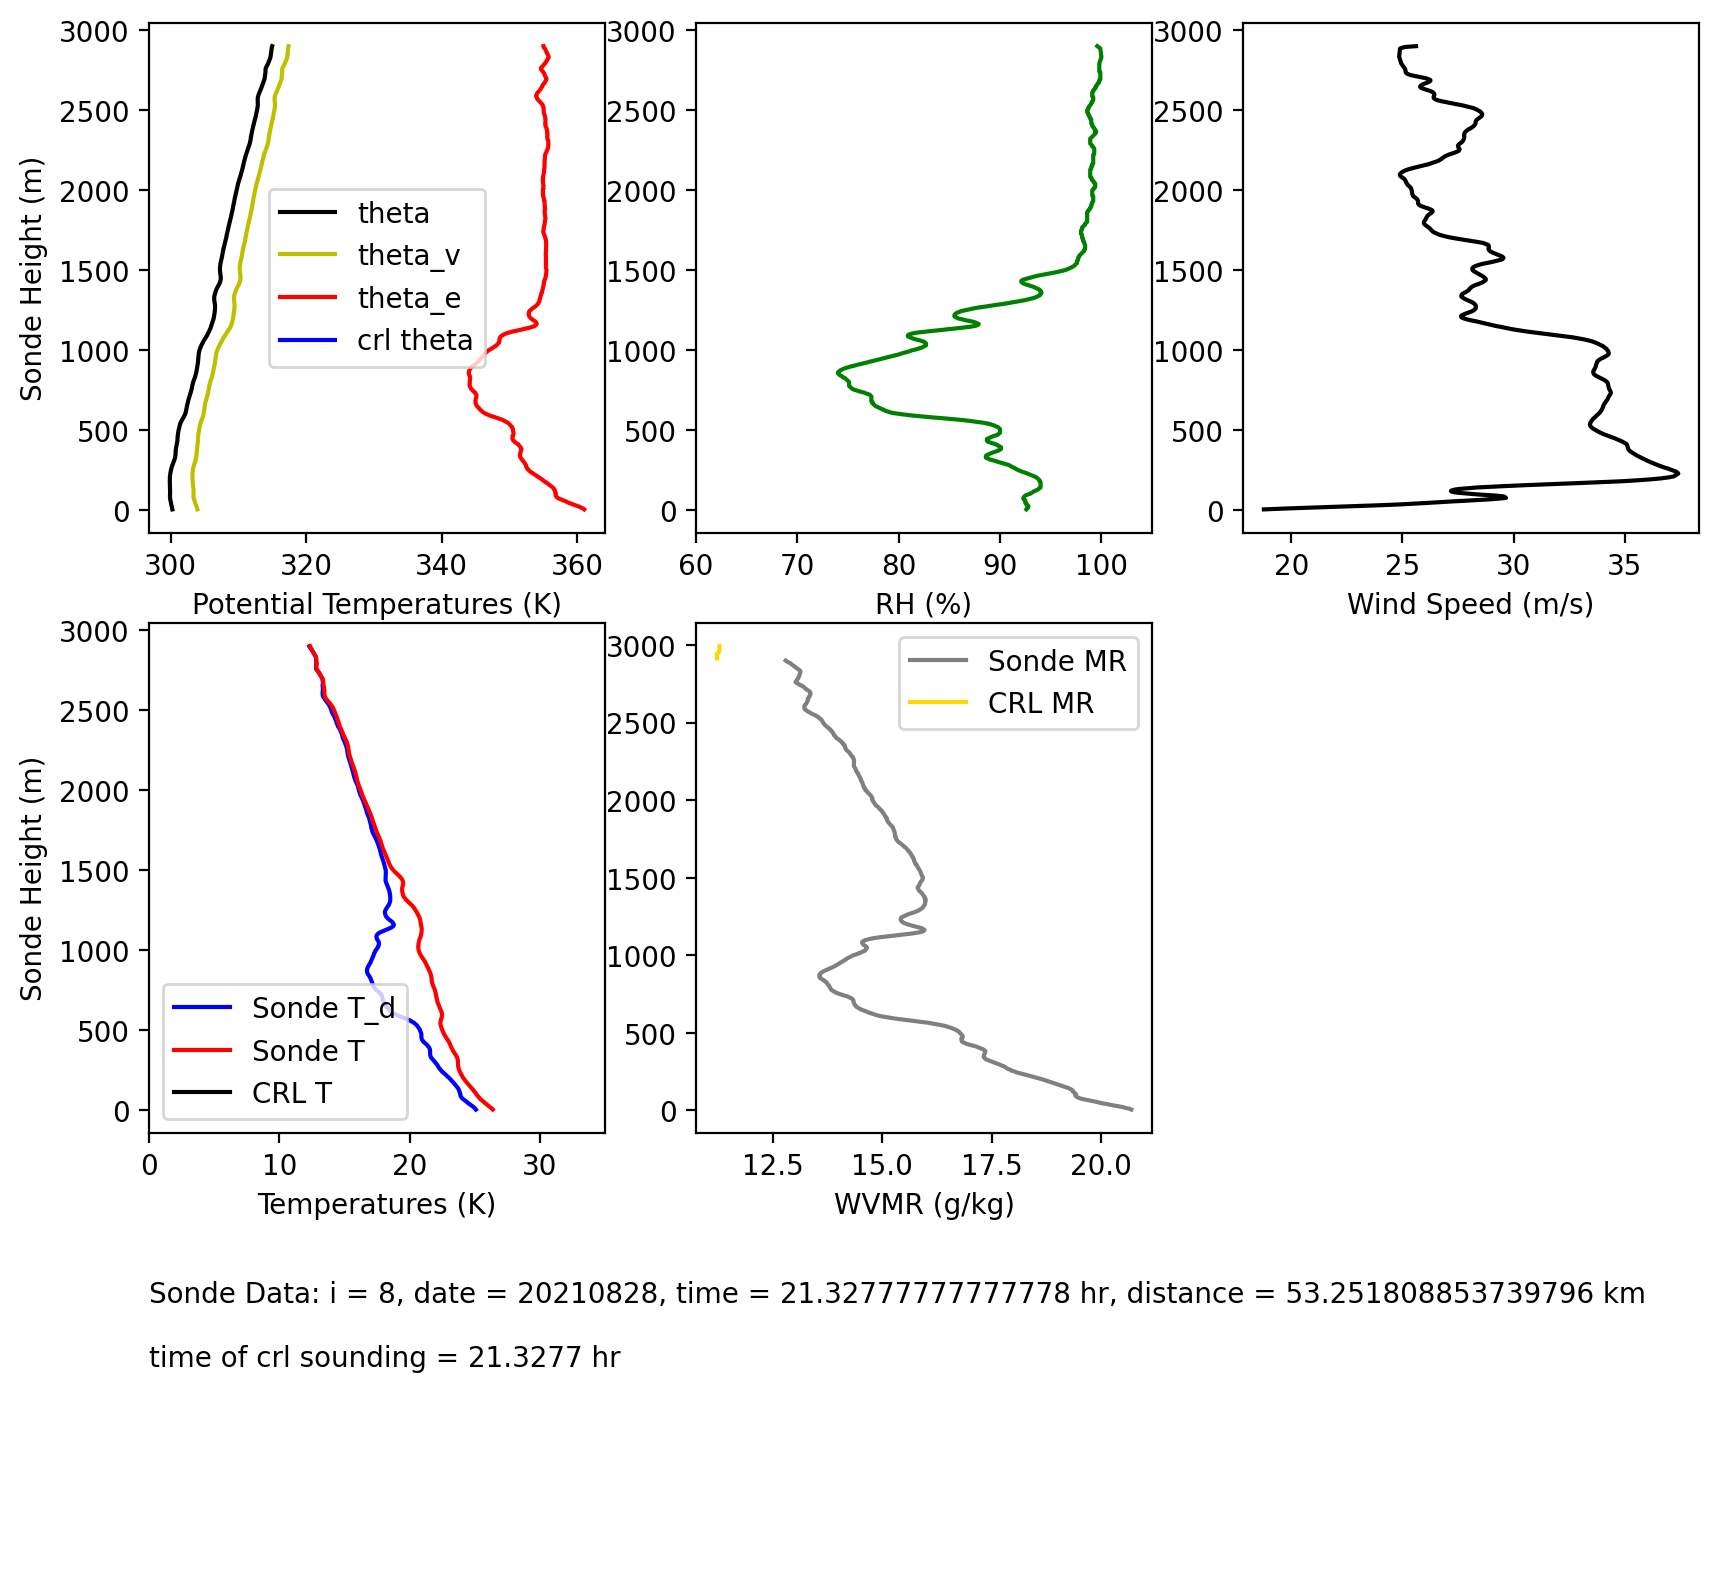 3000
2500
2000
1500
1000
500
0
Sonde Height (m)
theta
theta_v
theta_e
crl theta
300 320 340 360
Potential Temperatures (K)
3000
2500
2000
1500
1000
500
0
60 70 80 90 100
RH (%)
3000
2500
2000
1500
1000
500
0
20 25 30 35
Wind Speed (m/s)
3000
2500
2000
1500
1000
500
0
Sonde Height (m)
Sonde T_d
Sonde T
CRL T
0 10 20 30
Temperatures (K)
3000
2500
2000
1500
1000
500
0
Sonde MR
CRL MR
12.5 15.0 17.5 20.0
WVMR (g/kg)
Sonde Data: i = 8, date = 20210828, time = 21.32777777777778 hr, distance = 53.251808853739796 km
time of crl sounding = 21.3277 hr